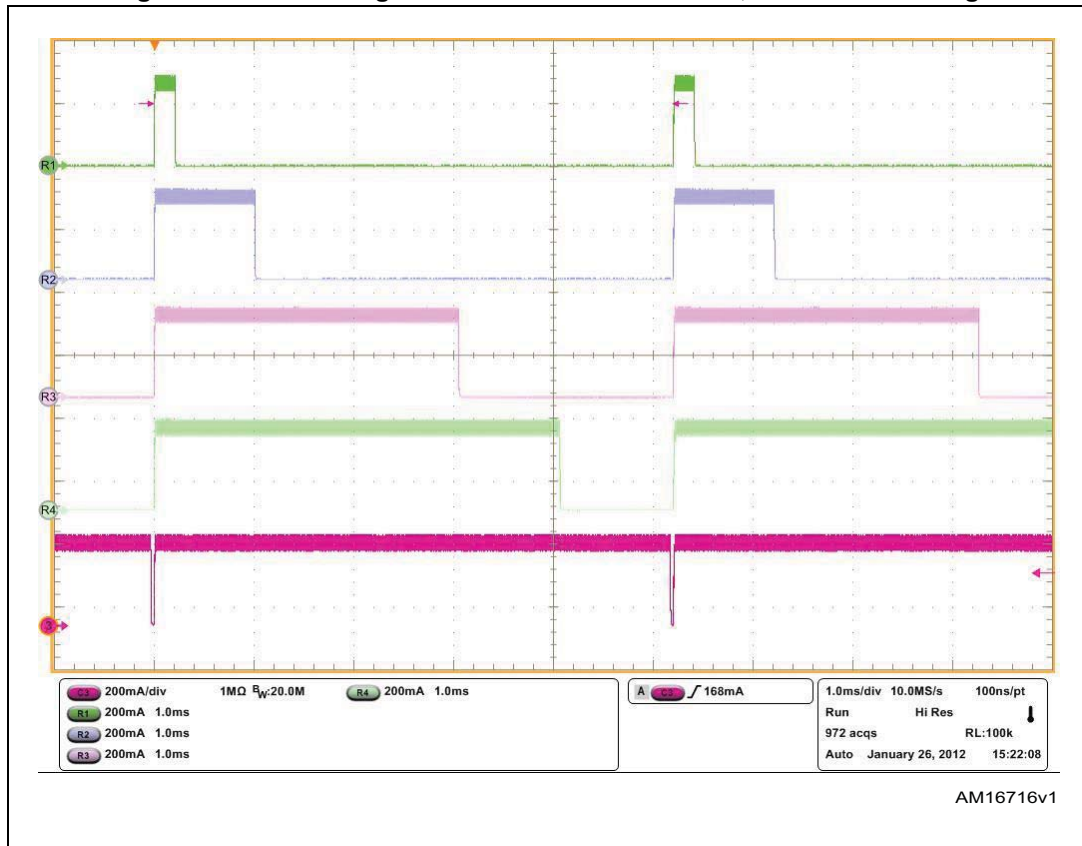 R1
R2
R3
R4
3
C3 200mA/div 1MΩ BW:20.0M R4 200mA 1.0ms
R1 200mA 1.0ms
R2 200mA 1.0ms
R3 200mA 1.0ms
A C3 168mA
1.0ms/div 10.0MS/s 100ns/pt
Run Hi Res
972 acqs RL:100k
Auto January 26, 2012 15:22:08
AM16716v1